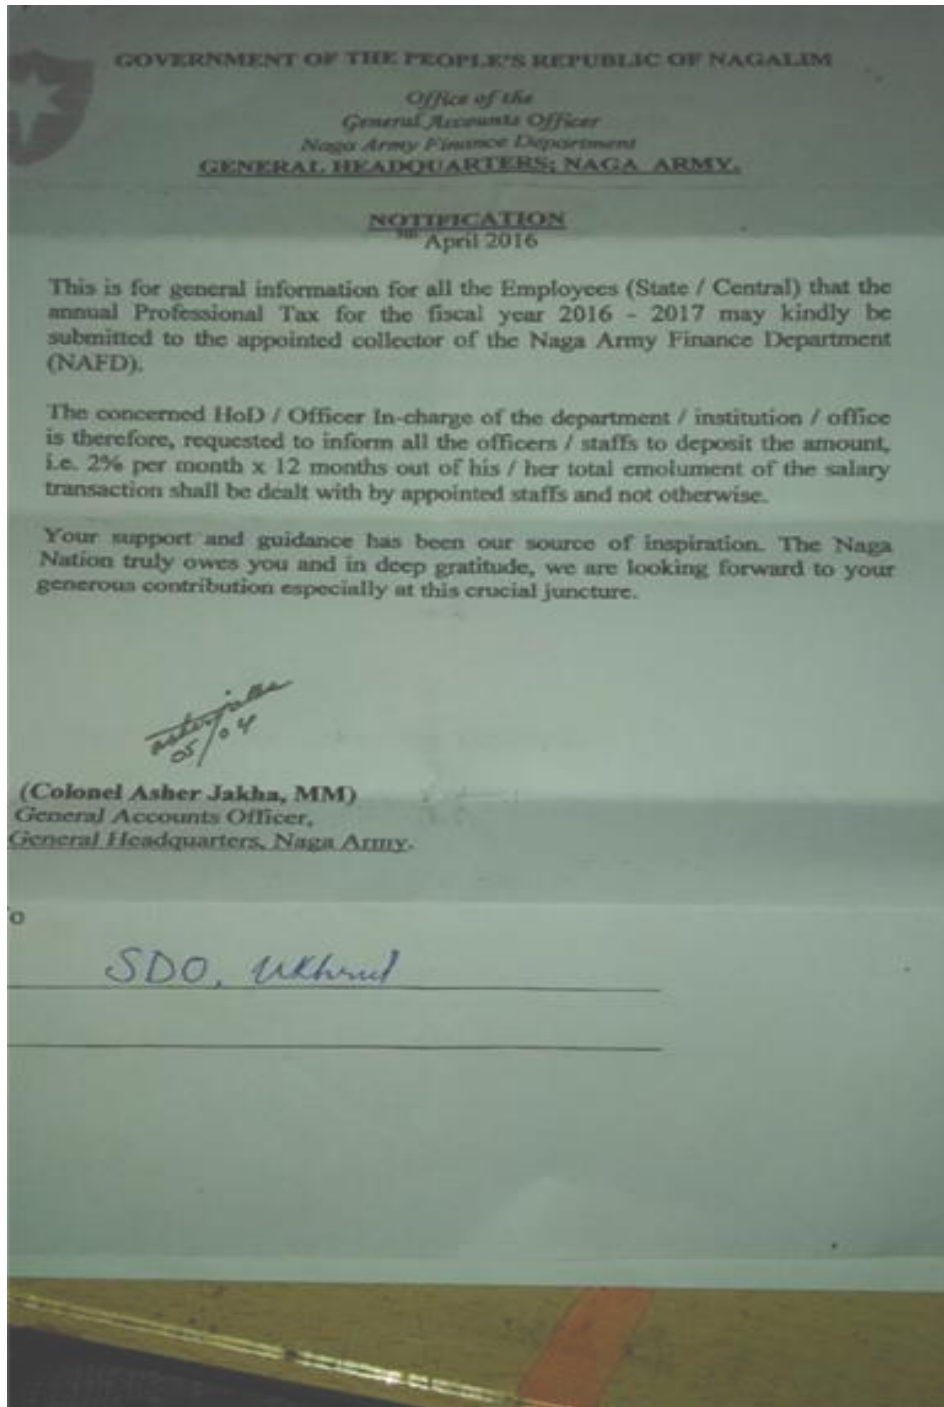 GOVERNMENT OF THE PEOPLE'S REPUBLIC OF NAGALIM
Office of the
General Accounts Officer
Naga Army Finance Department
GENERAL HEADQUARTERS; NAGA ARMY.
NOTIFICATION
April 2016
This is for general information for all the Employees (State / Central) that the
annual Professional Tax for the fiscal year 2016 - 2017 may kindly be
submitted to the appointed collector of the Naga Army Finance Department
(NAFD).
The concerned HoD / Officer In-charge of the department / institution / office
is therefore, requested to inform all the officers / staffs to deposit the amount,
i.e. 2% per month x 12 months out of his / her total emolument of the salary
transaction shall be dealt with by appointed staffs and not otherwise.
Your support and guidance has been our source of inspiration. The Naga
Nation truly owes you and in deep gratitude, we are looking forward to your
generous contribution especially at this crucial juncture.
05/04
(Colonel Asher Jakha, MM)
General Accounts Officer,
General Headquarters, Naga Army.
o
SDO, Ukhrul